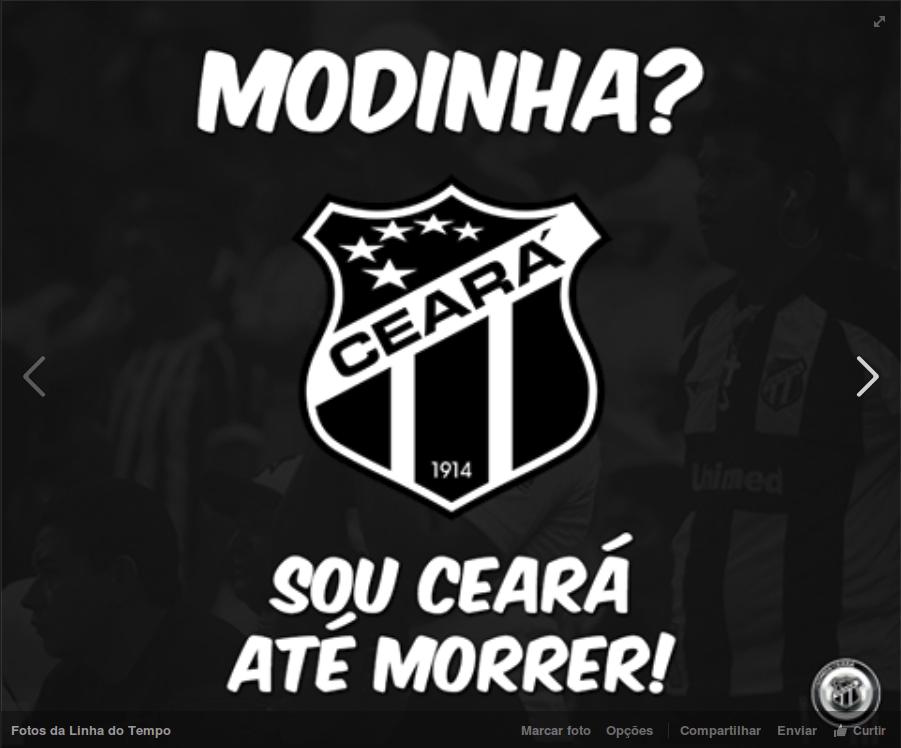 MODINHA?
CEARÁ
1914
Unimed
SOU CEARÁ
ATÉ MORRER!
Fotos da Linha do Tempo
Marcar foto Opções Compartilhar Enviar Curtir